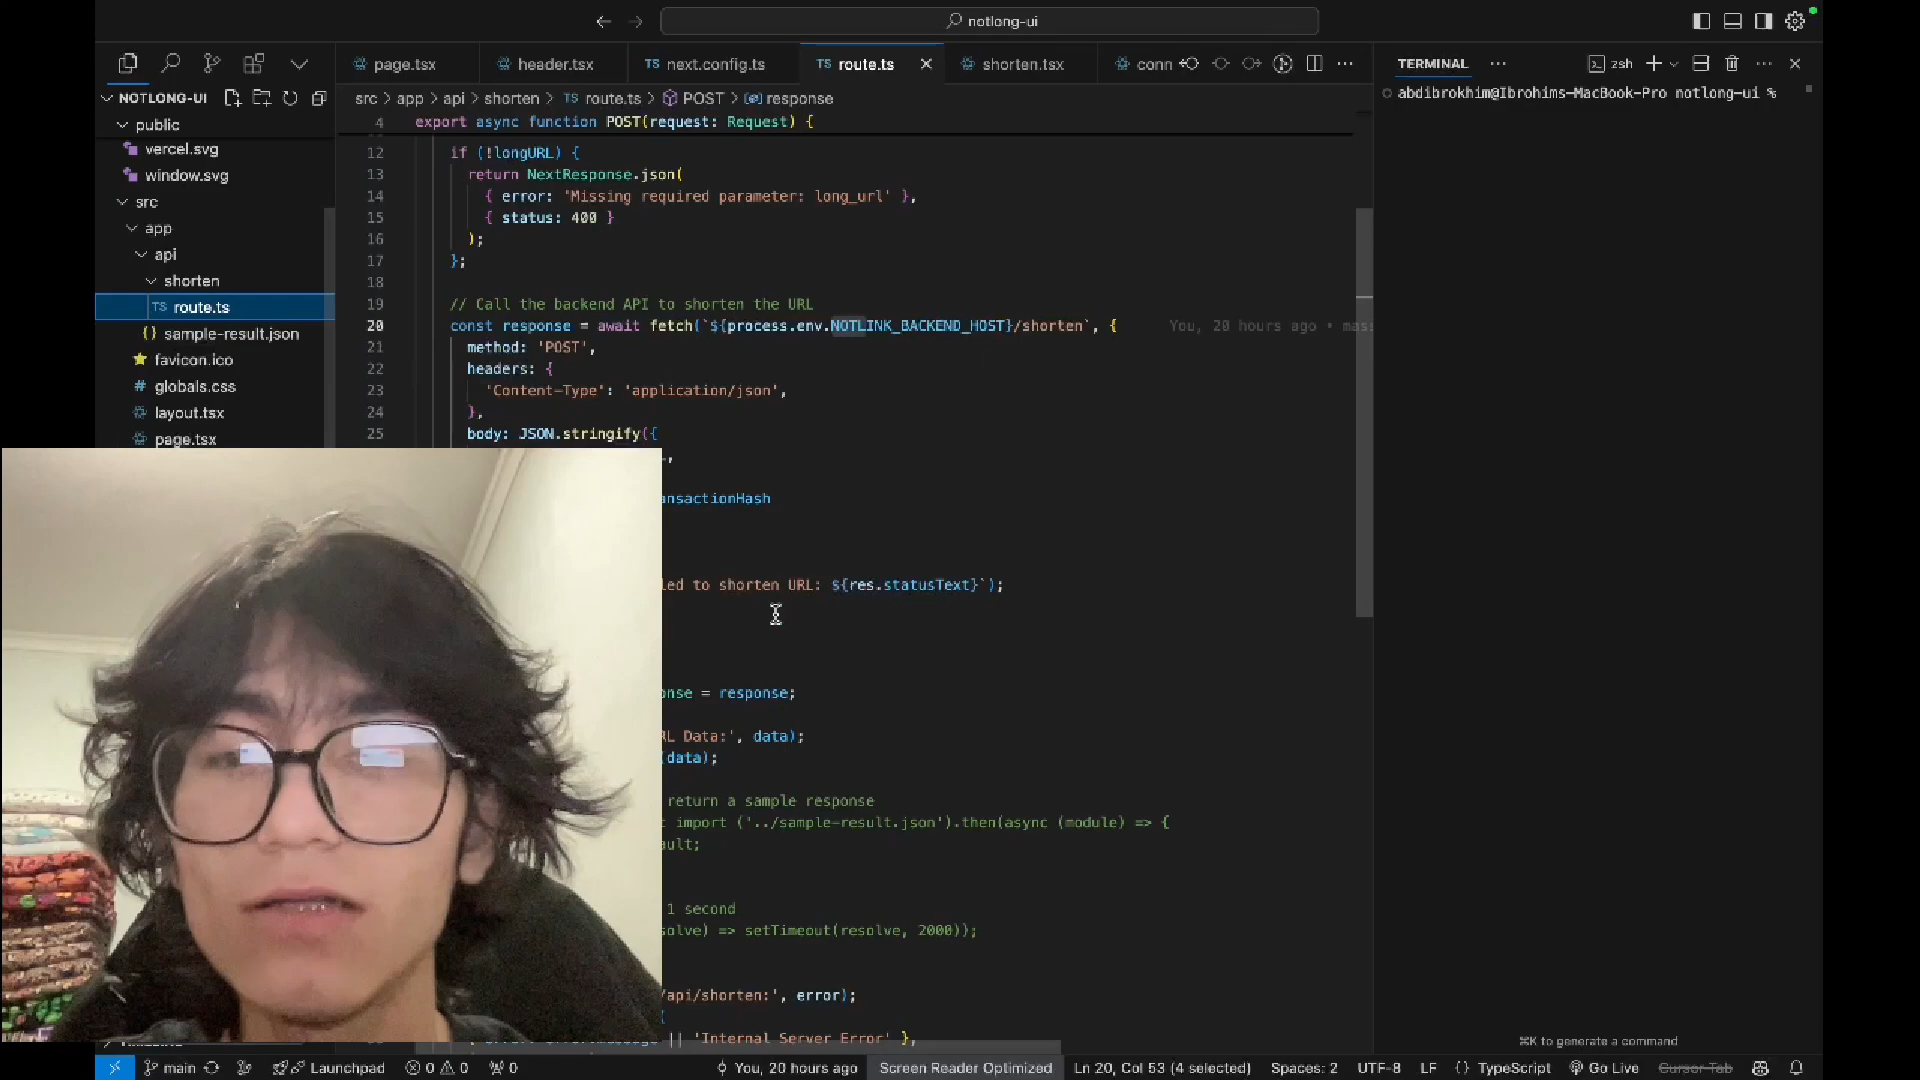 notlong-ui
page.tsx
header.tsx
TS next.config.ts
TS route.ts
shorten.tsx
conn
TERMINAL
zsh
NOTLONG-UI
src > app > api > shorten > TS route.ts > POST > response
abdibrokhim@Ibrohims-MacBook-Pro notlong-ui %
public
vercel.svg
window.svg
src
app
api
shorten
TS route.ts
{} sample-result.json
favicon.ico
# globals.css
layout.tsx
page.tsx
4 export async function POST(request: Request) {
12 if (!longURL) {
13 return NextResponse.json(
14 { error: 'Missing required parameter: long_url' },
15 { status: 400 }
16 );
17 };
18
19 // Call the backend API to shorten the URL
20 const response = await fetch(`${process.env.NOTLINK_BACKEND_HOST}/shorten`, {
You, 20 hours ago •
21 method: 'POST',
22 headers: {
23 'Content-Type': 'application/json',
24 },
25 body: JSON.stringify({
,
ansactionHash
led to shorten URL: ${res.statusText}`);
onse = response;
RL Data:', data);
(data);
return a sample response
t import ('../sample-result.json').then(async (module) => {
ault;
1 second
solve) => setTimeout(resolve, 2000));
/api/shorten:', error);
(
|| 'Internal Server Error' },
⌘K to generate a command
main
Launchpad
0 0
0
You, 20 hours ago
Screen Reader Optimized
Ln 20, Col 53 (4 selected)
Spaces: 2
UTF-8
LF
{} TypeScript
Go Live
Cursor Tab